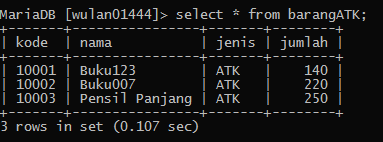 MariaDB [wulan01444]> select * from barangATK;
+-------+----------------+-------+--------+
| kode  | nama           | jenis | jumlah |
+-------+----------------+-------+--------+
| 10001 | Buku123        | ATK   |    140 |
| 10002 | Buku007        | ATK   |    220 |
| 10003 | Pensil Panjang | ATK   |    250 |
+-------+----------------+-------+--------+
3 rows in set (0.107 sec)